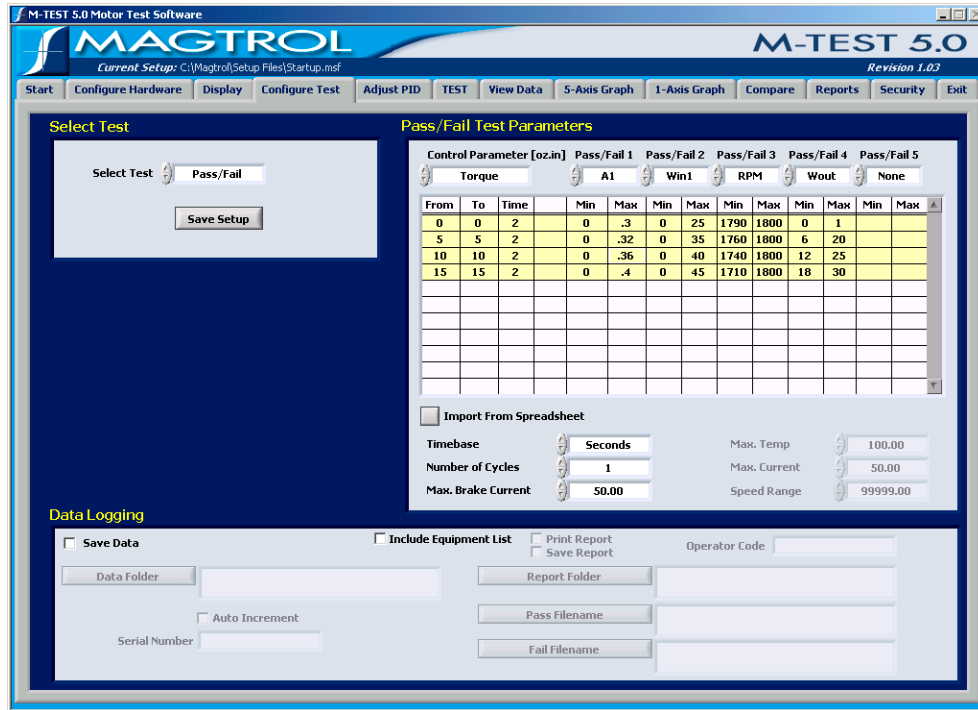 M-TEST 5.0 Motor Test Software
MAGTROL
M-TEST 5.0
Current Setup: C:\Magtrol\Setup Files\Startup.msf
Revision 1.03
Start Configure Hardware Display Configure Test Adjust PID TEST View Data 5-Axis Graph 1-Axis Graph Compare Reports Security Exit
Select Test
Select Test Pass/Fail
Save Setup
Pass/Fail Test Parameters
Control Parameter [oz.in] Pass/Fail 1 Pass/Fail 2 Pass/Fail 3 Pass/Fail 4 Pass/Fail 5
Torque A1 Win1 RPM Wout None
From To Time Min Max Min Max Min Max Min Max Min Max
0 0 2 0 .3 0 25 1790 1800 0 1
5 5 2 0 .32 0 35 1760 1800 6 20
10 10 2 0 .36 0 40 1740 1800 12 25
15 15 2 0 .4 0 45 1710 1800 18 30
Import From Spreadsheet
Timebase Seconds Max. Temp 100.00
Number of Cycles 1 Max. Current 50.00
Max. Brake Current 50.00 Speed Range 99999.00
Data Logging
Save Data
Include Equipment List
Print Report
Save Report
Operator Code
Data Folder
Report Folder
Auto Increment
Pass Filename
Serial Number
Fail Filename